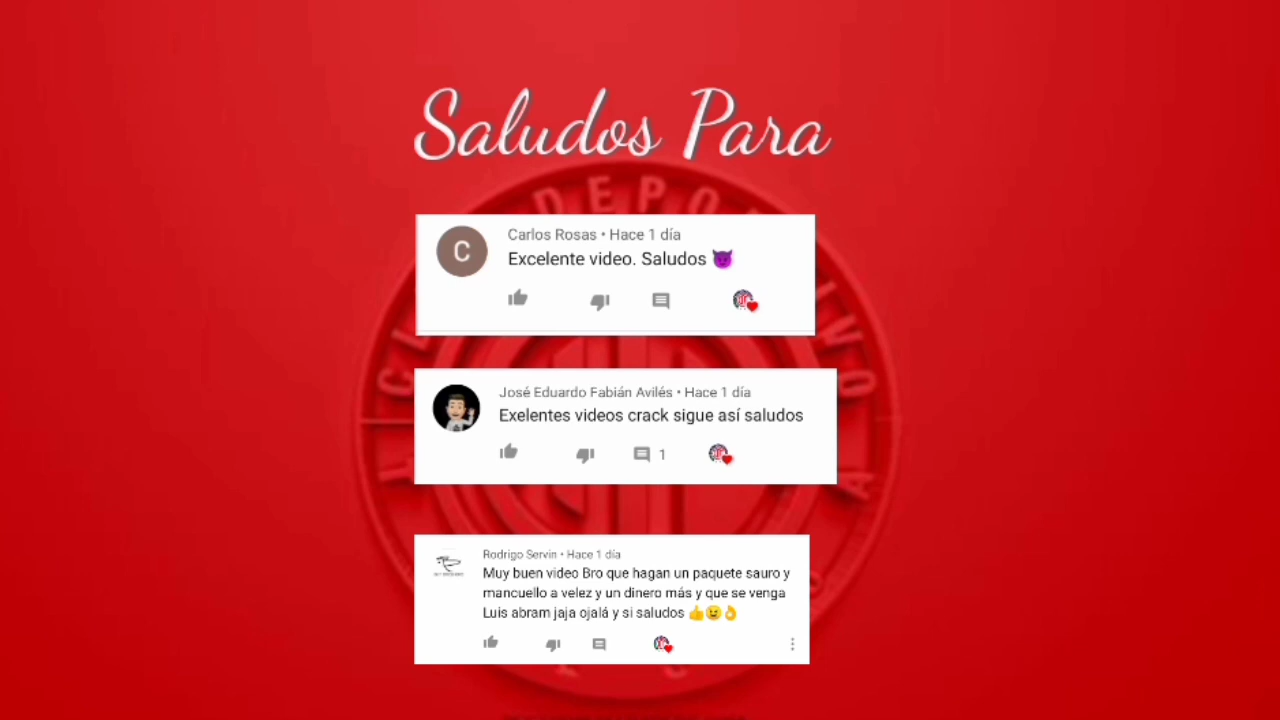 Saludos Para
DEPO
C
Carlos Rosas • Hace 1 día
Excelente video. Saludos 😈
José Eduardo Fabián Avilés • Hace 1 día
Exelentes videos crack sigue así saludos
1
Rodrigo Servin • Hace 1 día
Muy buen video Bro que hagan un paquete sauro y
mancuello a velez y un dinero más y que se venga
Luis abram jaja ojalá y si saludos 👍😉👌